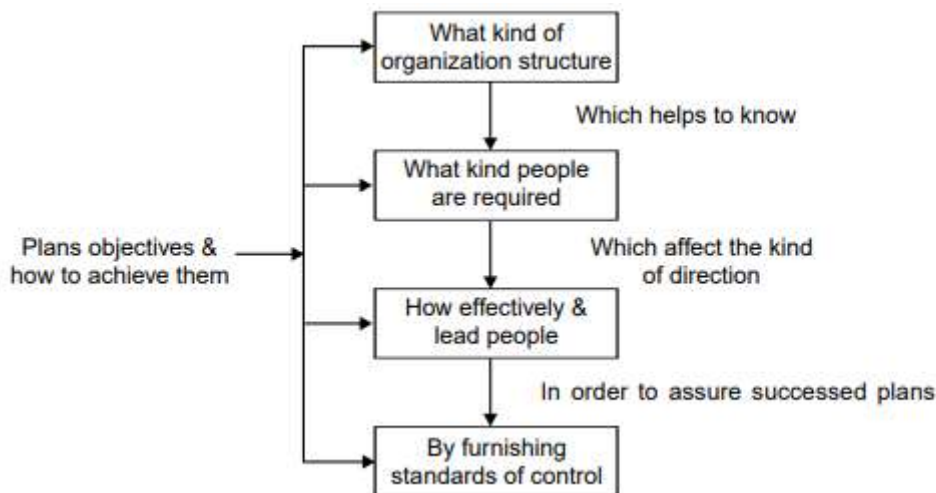 What kind of
organization structure
Which helps to know
What kind people
are required
Plans objectives &
how to achieve them
Which affect the kind
of direction
How effectively &
lead people
In order to assure successed plans
By furnishing
standards of control